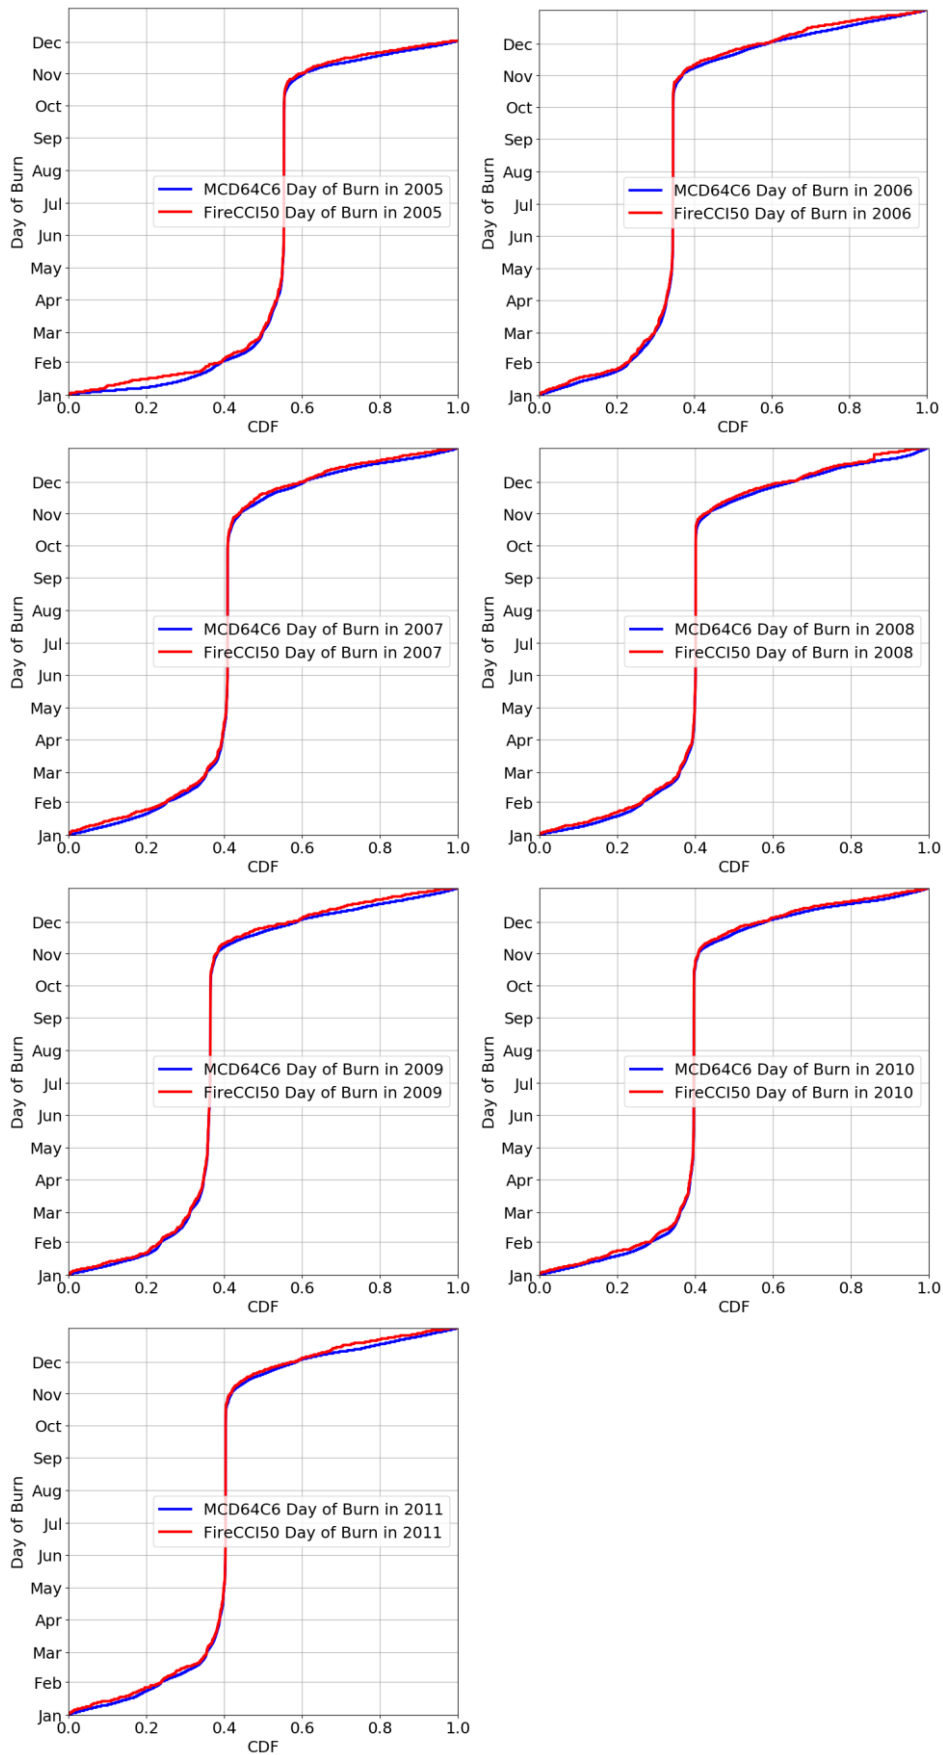 Dec
Nov
Oct
Sep
Aug
Jul
Jun
May
Apr
Mar
Feb
Jan
Day of Burn
MCD64C6 Day of Burn in 2005
FireCCI50 Day of Burn in 2005
0.0 0.2 0.4 0.6 0.8 1.0
CDF
Dec
Nov
Oct
Sep
Aug
Jul
Jun
May
Apr
Mar
Feb
Jan
Day of Burn
MCD64C6 Day of Burn in 2006
FireCCI50 Day of Burn in 2006
0.0 0.2 0.4 0.6 0.8 1.0
CDF
Dec
Nov
Oct
Sep
Aug
Jul
Jun
May
Apr
Mar
Feb
Jan
Day of Burn
MCD64C6 Day of Burn in 2007
FireCCI50 Day of Burn in 2007
0.0 0.2 0.4 0.6 0.8 1.0
CDF
Dec
Nov
Oct
Sep
Aug
Jul
Jun
May
Apr
Mar
Feb
Jan
Day of Burn
MCD64C6 Day of Burn in 2008
FireCCI50 Day of Burn in 2008
0.0 0.2 0.4 0.6 0.8 1.0
CDF
Dec
Nov
Oct
Sep
Aug
Jul
Jun
May
Apr
Mar
Feb
Jan
Day of Burn
MCD64C6 Day of Burn in 2009
FireCCI50 Day of Burn in 2009
0.0 0.2 0.4 0.6 0.8 1.0
CDF
Dec
Nov
Oct
Sep
Aug
Jul
Jun
May
Apr
Mar
Feb
Jan
Day of Burn
MCD64C6 Day of Burn in 2010
FireCCI50 Day of Burn in 2010
0.0 0.2 0.4 0.6 0.8 1.0
CDF
Dec
Nov
Oct
Sep
Aug
Jul
Jun
May
Apr
Mar
Feb
Jan
Day of Burn
MCD64C6 Day of Burn in 2011
FireCCI50 Day of Burn in 2011
0.0 0.2 0.4 0.6 0.8 1.0
CDF